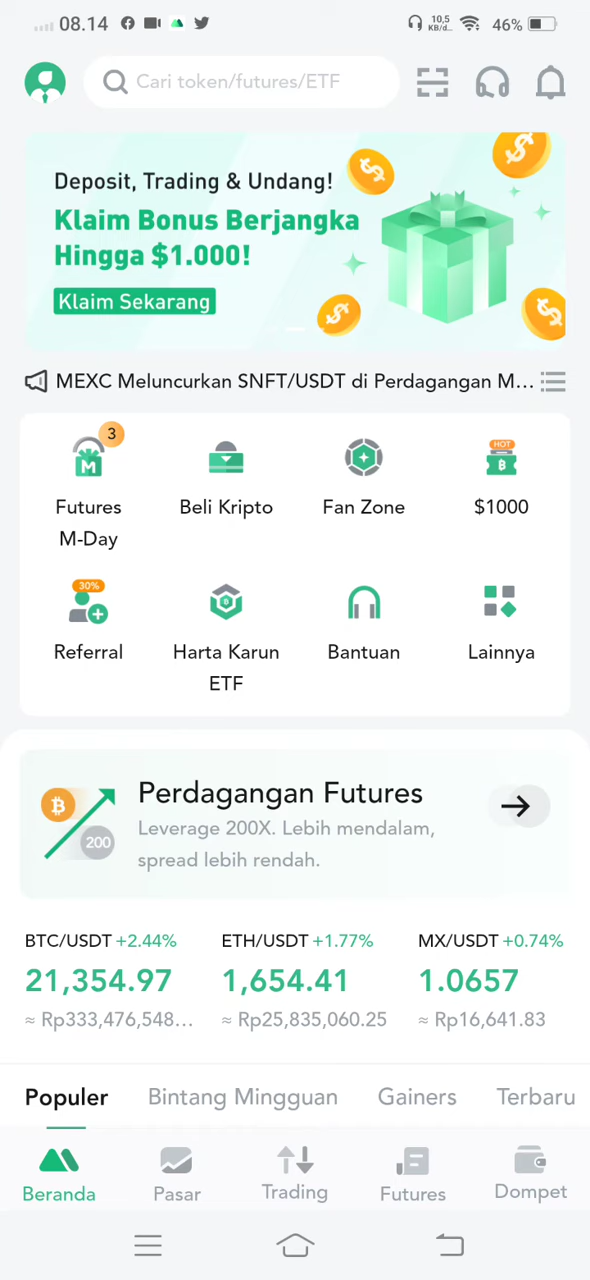 08.14
10,5
KB/d...
46%
Cari token/futures/ETF
Deposit, Trading & Undang!
Klaim Bonus Berjangka
Hingga $1.000!
Klaim Sekarang
MEXC Meluncurkan SNFT/USDT di Perdagangan M...
3
M
HOT
Futures
M-Day
Beli Kripto
Fan Zone
$1000
30%
Referral
Harta Karun
ETF
Bantuan
Lainnya
Perdagangan Futures
Leverage 200X. Lebih mendalam,
spread lebih rendah.
200
BTC/USDT +2.44%
ETH/USDT +1.77%
MX/USDT +0.74%
21,354.97
1,654.41
1.0657
≈ Rp333,476,548...
≈ Rp25,835,060.25
≈ Rp16,641.83
Populer
Bintang Mingguan
Gainers
Terbaru
Beranda
Pasar
Trading
Futures
Dompet